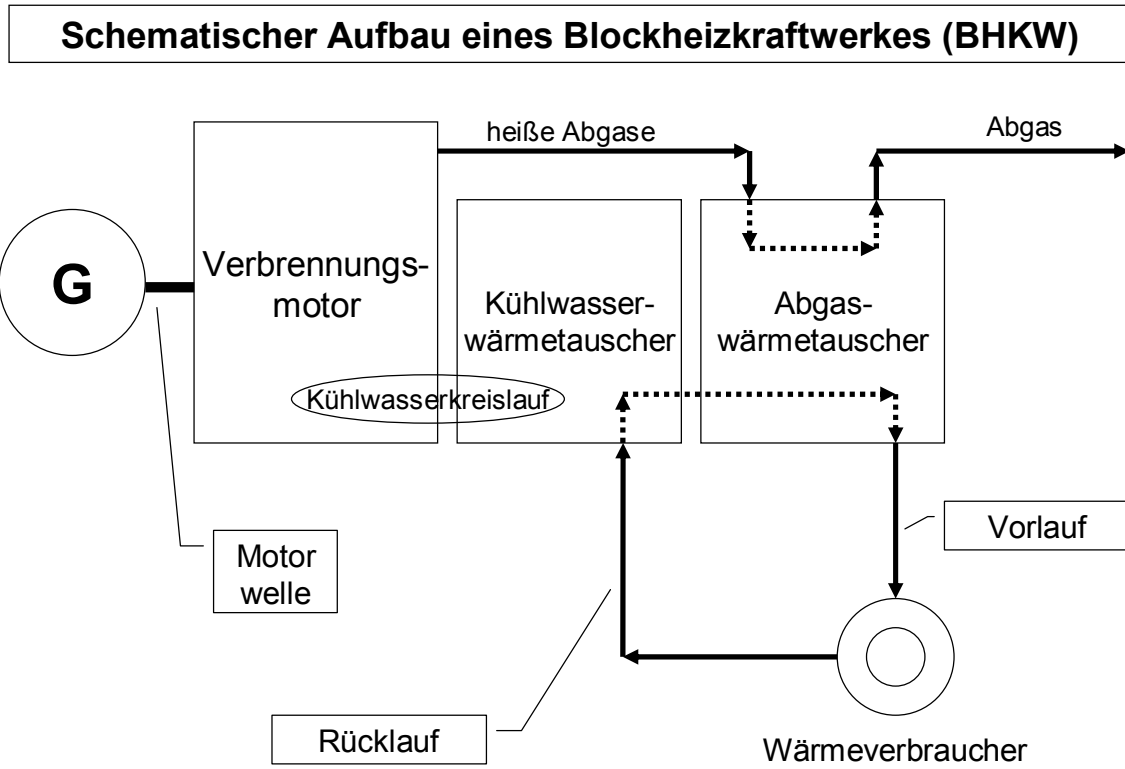 Schematischer Aufbau eines Blockheizkraftwerkes (BHKW)
heiße Abgase
Abgas
G
Verbrennungs-
motor
Kühlwasser-
wärmetauscher
Abgas-
wärmetauscher
Kühlwasserkreislauf
Motor
welle
Vorlauf
Rücklauf
Wärmeverbraucher